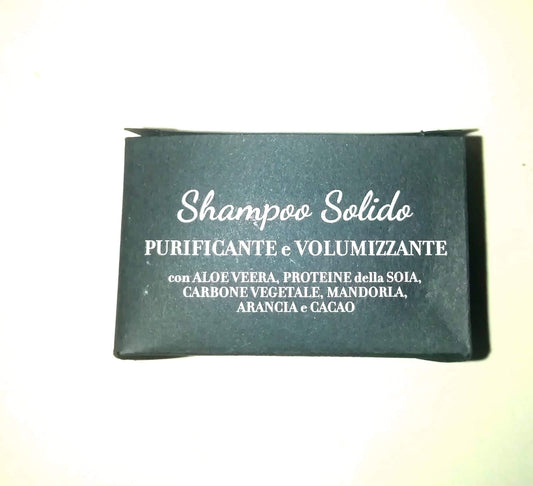 Shampoo Solido
PURIFICANTE e VOLUMIZZANTE
con ALOE VEERA, PROTEINE della SOIA,
CARBONE VEGETALE, MANDORLA,
ARANCIA e CACAO